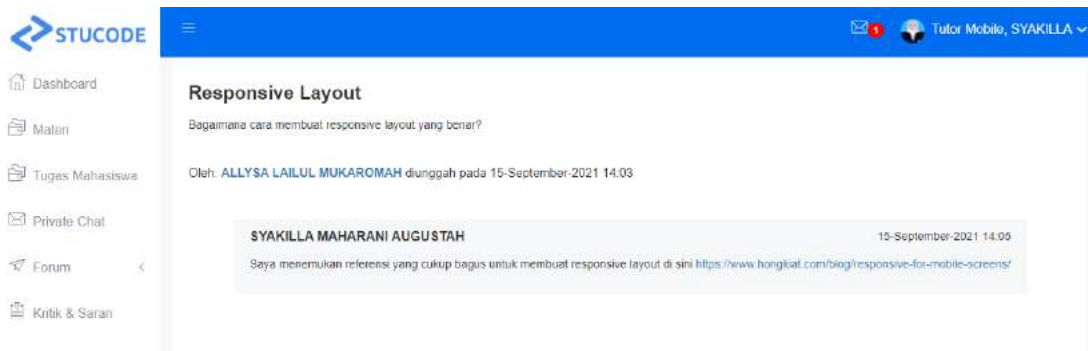 STUCODE
1
Tutor Mobile, SYAKILLA
Dashboard
Materi
Tugas Mahasiswa
Private Chat
Forum
Kritik & Saran
Responsive Layout
Bagaimana cara membuat responsive layout yang benar?
Oleh: ALLYSA LAILUL MUKAROMAH diunggah pada 15-September-2021 14:03
SYAKILLA MAHARANI AUGUSTAH 15-September-2021 14:05
Saya menemukan referensi yang cukup bagus untuk membuat responsive layout di sini https://www.hongkiat.com/blog/responsive-for-mobile-screens/